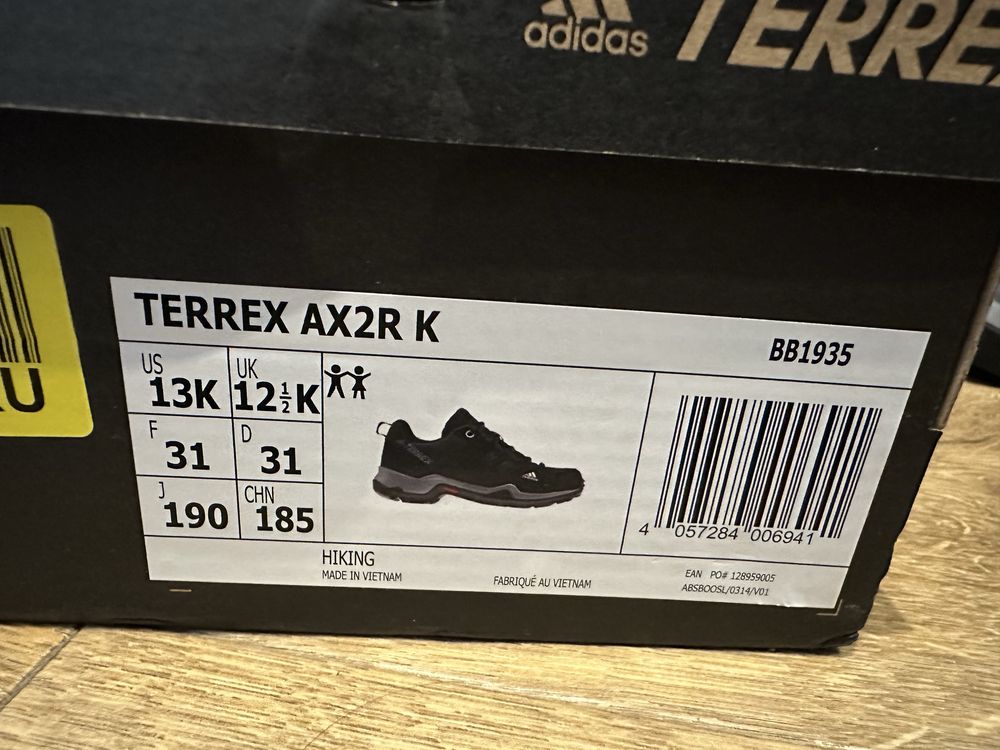 adidas
TERREX AX2R K
BB1935
US
13K
UK
12½K
F
31
D
31
J
190
CHN
185
TERREX
4 057284 006941
HIKING
MADE IN VIETNAM
FABRIQUÉ AU VIETNAM
EAN PO# 128959005
ABSBOOSL/0314/V01